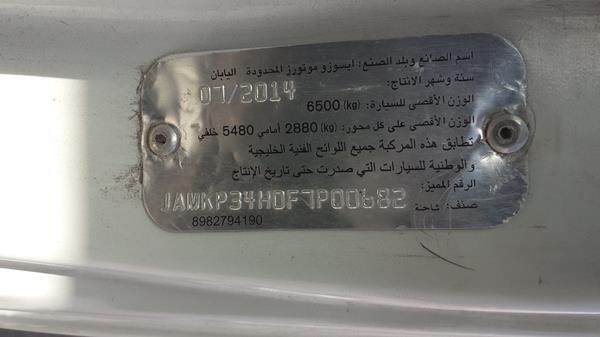 اسم الصانع وبلد الصنع: ايسوزو موتورز المحدودة اليابان
سنة وشهر الانتاج:
07/2014
الوزن الأقصى للسيارة: (kg) 6500
الوزن الأقصى على كل محور: (kg) 2880 أمامي 5480 خلفي
تطابق هذه المركبة جميع اللوائح الفنية الخليجية
والوطنية للسيارات التي صدرت حتى تاريخ الإنتاج
الرقم المميز:
JAMKP34H0F7P00682
صنف: شاحنة
8982794190